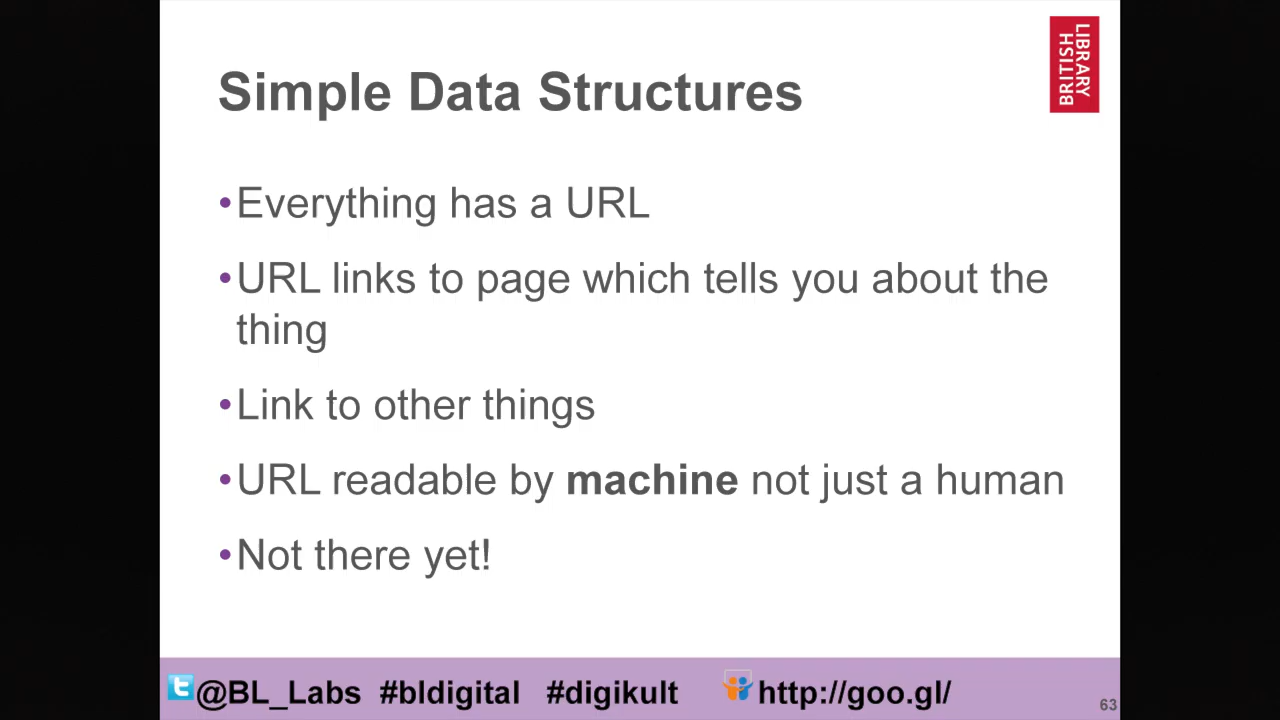 Simple Data Structures
BRITISH
LIBRARY
•Everything has a URL
•URL links to page which tells you about the
thing
•Link to other things
•URL readable by machine not just a human
•Not there yet!
@BL_Labs #bldigital #digikult http://goo.gl/
63